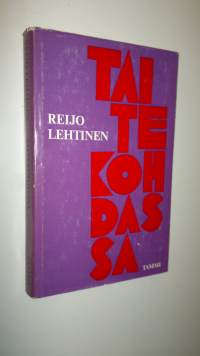 TAI
TE
KOH
DAS
SA
REIJO
LEHTINEN
TAMMI